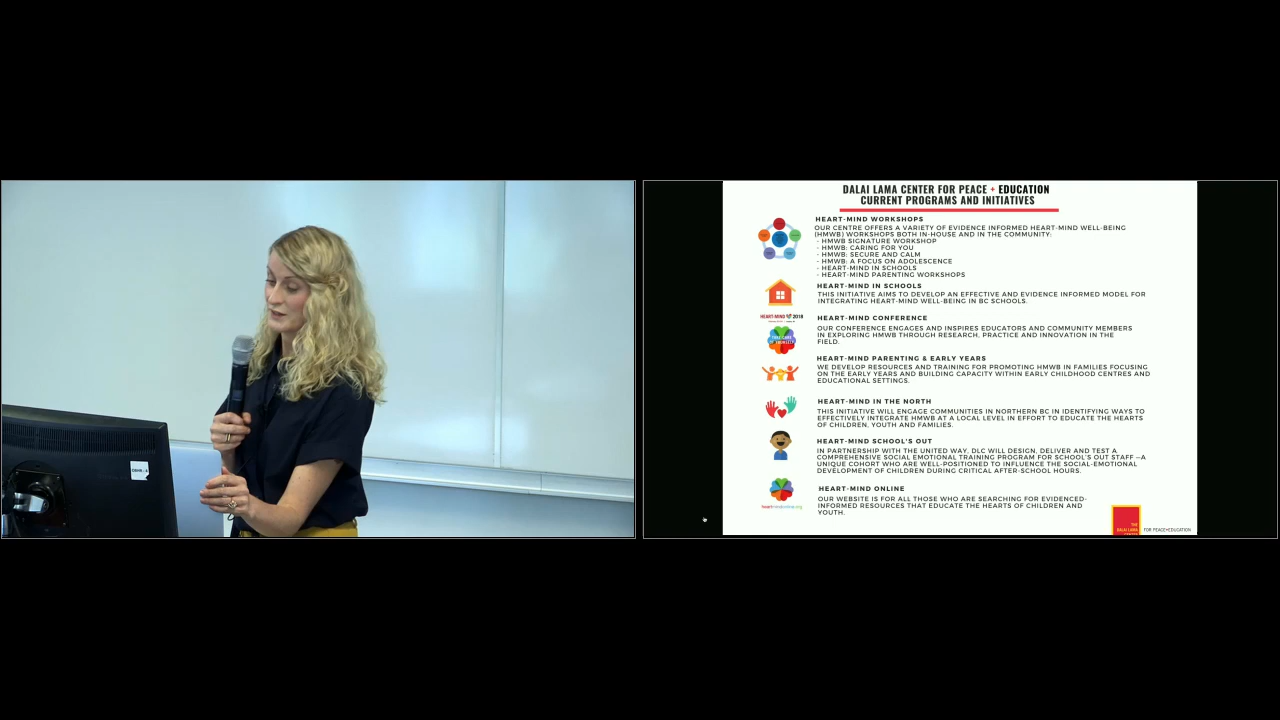 DALAI LAMA CENTER FOR PEACE + EDUCATION
CURRENT PROGRAMS AND INITIATIVES
HEART-MIND WORKSHOPS
OUR CENTRE OFFERS A VARIETY OF EVIDENCE INFORMED HEART-MIND WELL-BEING
(HMWB) WORKSHOPS BOTH IN-HOUSE AND IN THE COMMUNITY:
- HMWB SIGNATURE WORKSHOP
- HMWB: CARING FOR YOU
- HMWB: SECURE AND CALM
- HMWB: A FOCUS ON ADOLESCENCE
- HEART-MIND IN SCHOOLS
- HEART-MIND PARENTING WORKSHOPS
HEART-MIND IN SCHOOLS
THIS INITIATIVE AIMS TO DEVELOP AN EFFECTIVE AND EVIDENCE INFORMED MODEL FOR
INTEGRATING HEART-MIND WELL-BEING IN BC SCHOOLS.
HEART-MIND 2018
HEART-MIND CONFERENCE
OUR CONFERENCE ENGAGES AND INSPIRES EDUCATORS AND COMMUNITY MEMBERS
IN EXPLORING HMWB THROUGH RESEARCH, PRACTICE AND INNOVATION IN THE
FIELD.
HEART-MIND PARENTING & EARLY YEARS
WE DEVELOP RESOURCES AND TRAINING FOR PROMOTING HMWB IN FAMILIES FOCUSING
ON THE EARLY YEARS AND BUILDING CAPACITY WITHIN EARLY CHILDHOOD CENTRES AND
EDUCATIONAL SETTINGS.
HEART-MIND IN THE NORTH
THIS INITIATIVE WILL ENGAGE COMMUNITIES IN NORTHERN BC IN IDENTIFYING WAYS TO
EFFECTIVELY INTEGRATE HMWB AT A LOCAL LEVEL IN EFFORT TO EDUCATE THE HEARTS
OF CHILDREN, YOUTH AND FAMILIES.
HEART-MIND SCHOOL'S OUT
IN PARTNERSHIP WITH THE UNITED WAY, DLC WILL DESIGN, DELIVER AND TEST A
COMPREHENSIVE SOCIAL EMOTIONAL TRAINING PROGRAM FOR SCHOOL'S OUT STAFF —A
UNIQUE COHORT WHO ARE WELL-POSITIONED TO INFLUENCE THE SOCIAL-EMOTIONAL
DEVELOPMENT OF CHILDREN DURING CRITICAL AFTER-SCHOOL HOURS.
HEART-MIND ONLINE
OUR WEBSITE IS FOR ALL THOSE WHO ARE SEARCHING FOR EVIDENCED-
INFORMED RESOURCES THAT EDUCATE THE HEARTS OF CHILDREN AND
YOUTH.
heartmindonline.org
THE
DALAI LAMA
FOR PEACE+EDUCATION